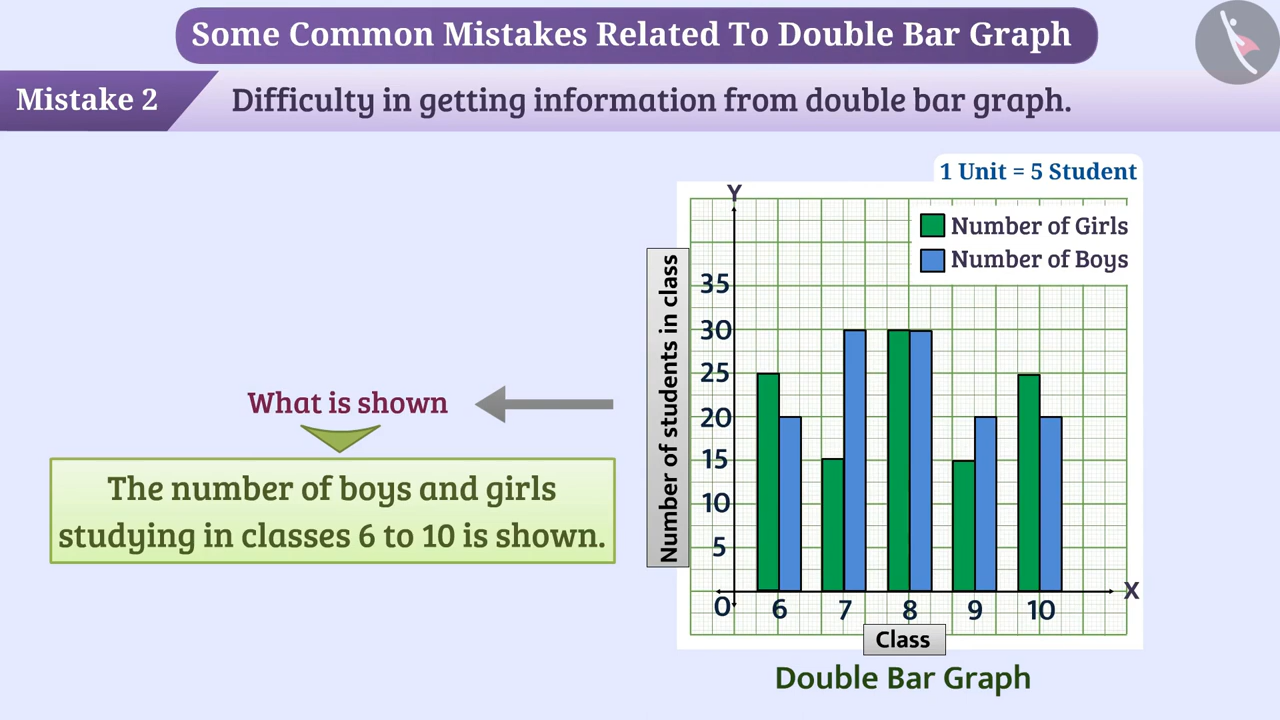 Some Common Mistakes Related To Double Bar Graph
Mistake 2
Difficulty in getting information from double bar graph.
1 Unit = 5 Student
Y
Number of Girls
Number of Boys
Number of students in class
35
30
25
20
15
10
5
0
6 7 8 9 10
X
Class
Double Bar Graph
What is shown
The number of boys and girls
studying in classes 6 to 10 is shown.